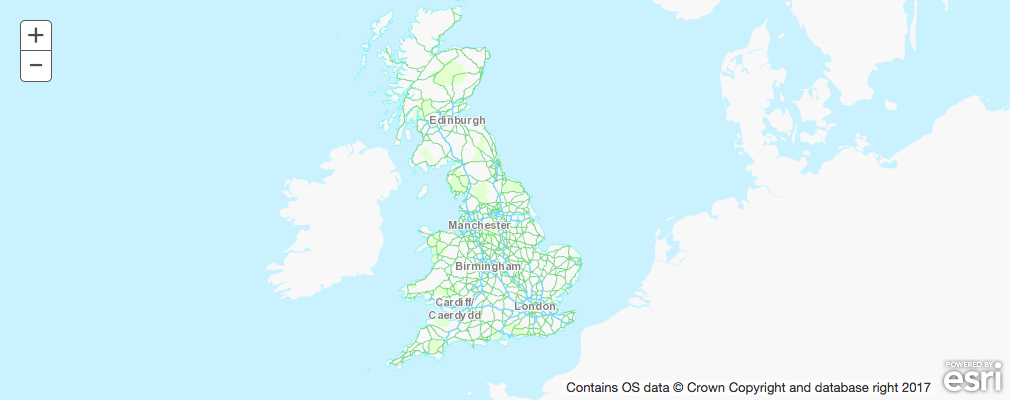 +
−
Edinburgh
Manchester
Birmingham
Cardiff/
Caerdydd
London
Contains OS data © Crown Copyright and database right 2017
POWERED BY
esri